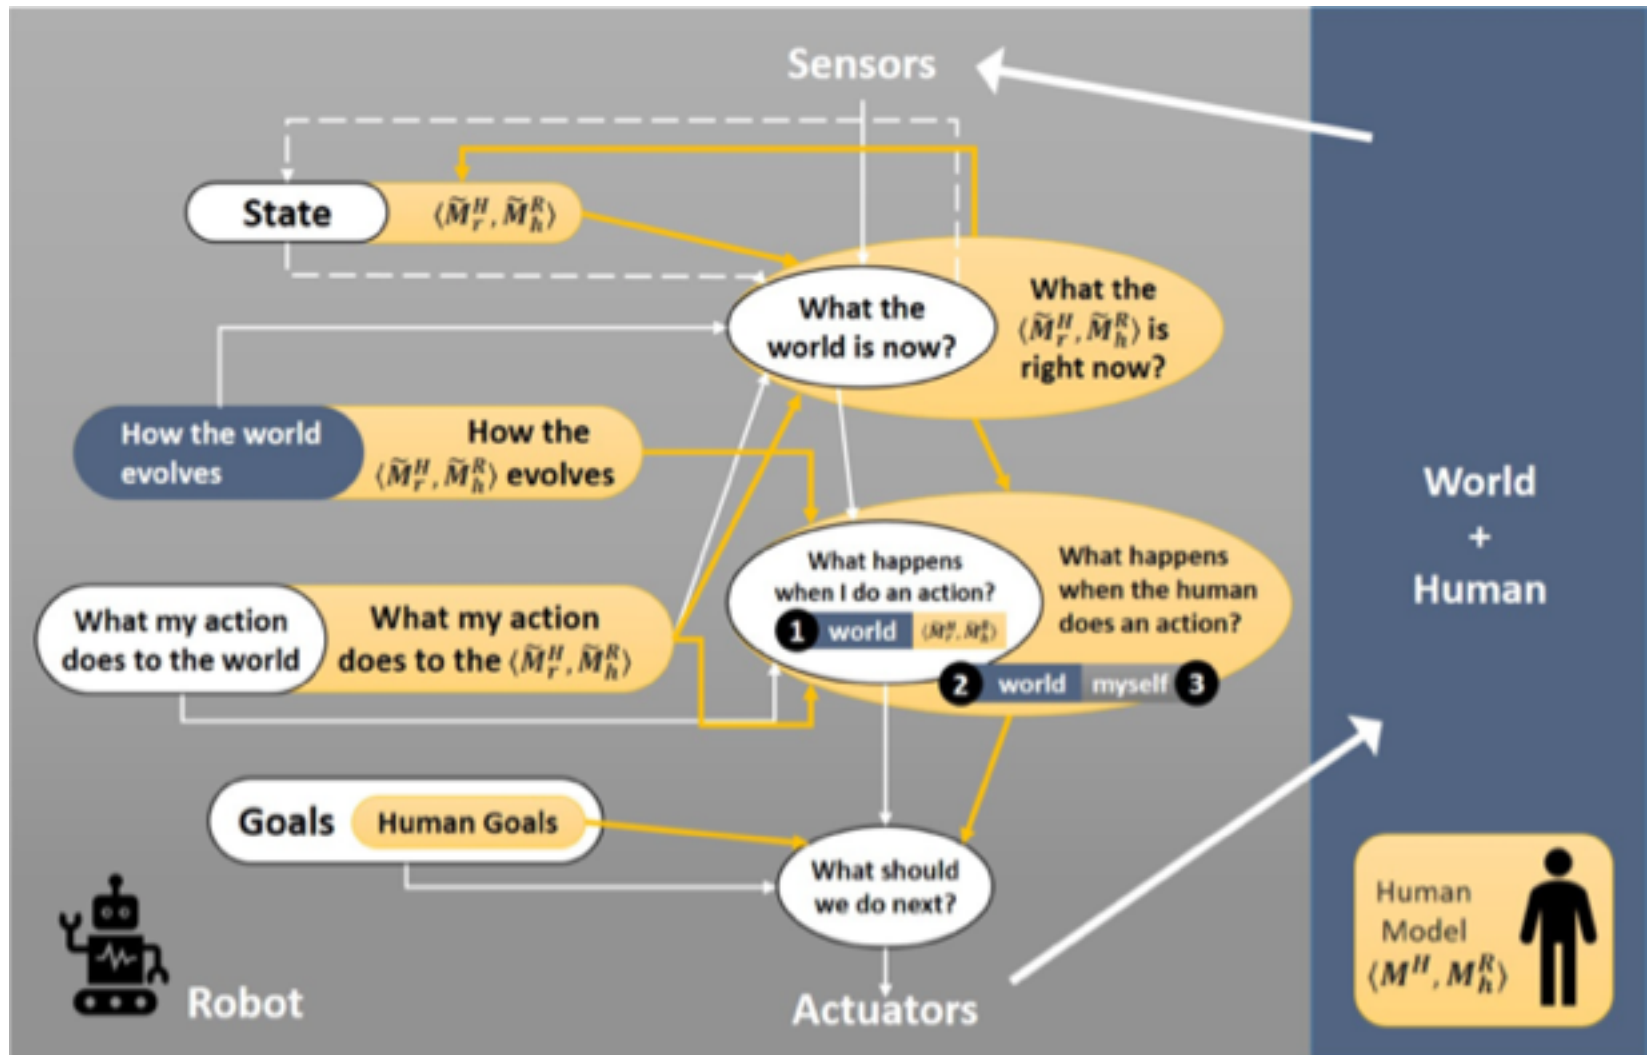 Sensors
State
⟨M̃ᴴᵣ, M̃ᴿₕ⟩
What the
world is now?
What the
⟨M̃ᴴᵣ, M̃ᴿₕ⟩ is
right now?
How the world
evolves
How the
⟨M̃ᴴᵣ, M̃ᴿₕ⟩ evolves
What happens
when I do an action?
1 world ⟨M̃ᴴᵣ, M̃ᴿₕ⟩
What happens
when the human
does an action?
2 world myself 3
What my action
does to the world
What my action
does to the ⟨M̃ᴴᵣ, M̃ᴿₕ⟩
Goals
Human Goals
What should
we do next?
Actuators
Robot
World
+
Human
Human
Model
⟨Mᴴ, Mᴿₕ⟩